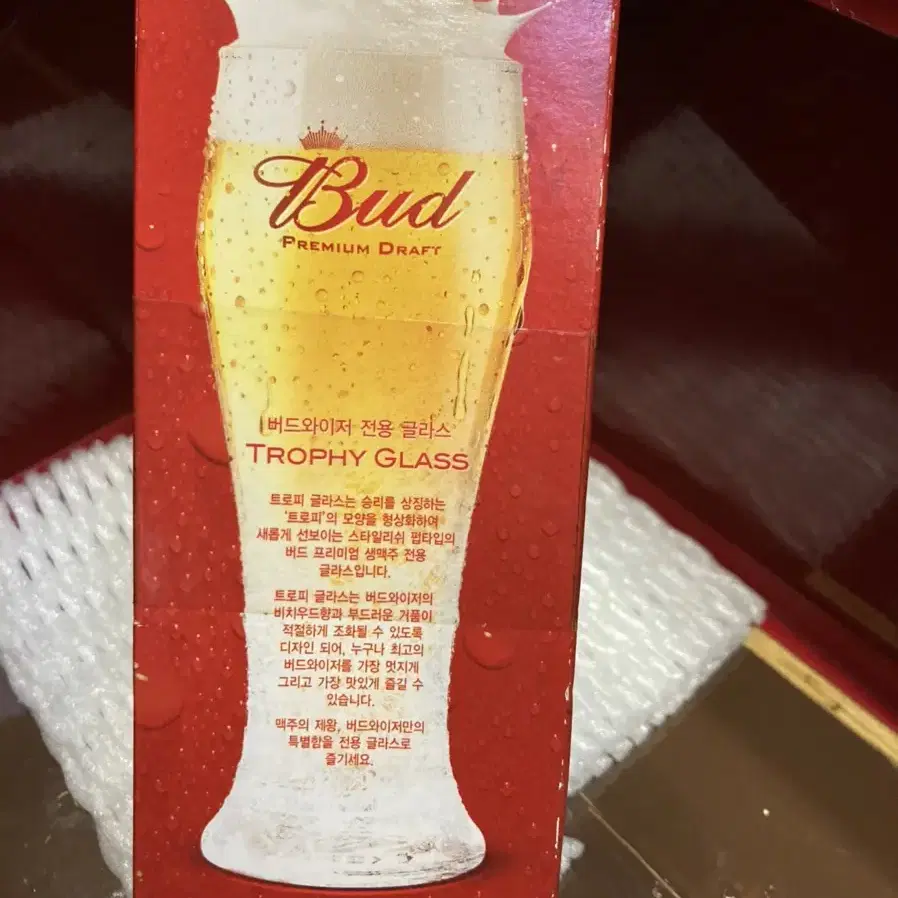 Bud
PREMIUM DRAFT
버드와이저 전용 글라스
TROPHY GLASS
트로피 글라스는 승리를 상징하는
'트로피'의 모양을 형상화하여
새롭게 선보이는 스타일리쉬 펍타입의
버드 프리미엄 생맥주 전용
글라스입니다.
트로피 글라스는 버드와이저의
비치우드향과 부드러운 거품이
적절하게 조화될 수 있도록
디자인 되어, 누구나 최고의
버드와이저를 가장 멋지게
그리고 가장 맛있게 즐길 수
있습니다.
맥주의 제왕, 버드와이저만의
특별함을 전용 글라스로
즐기세요.